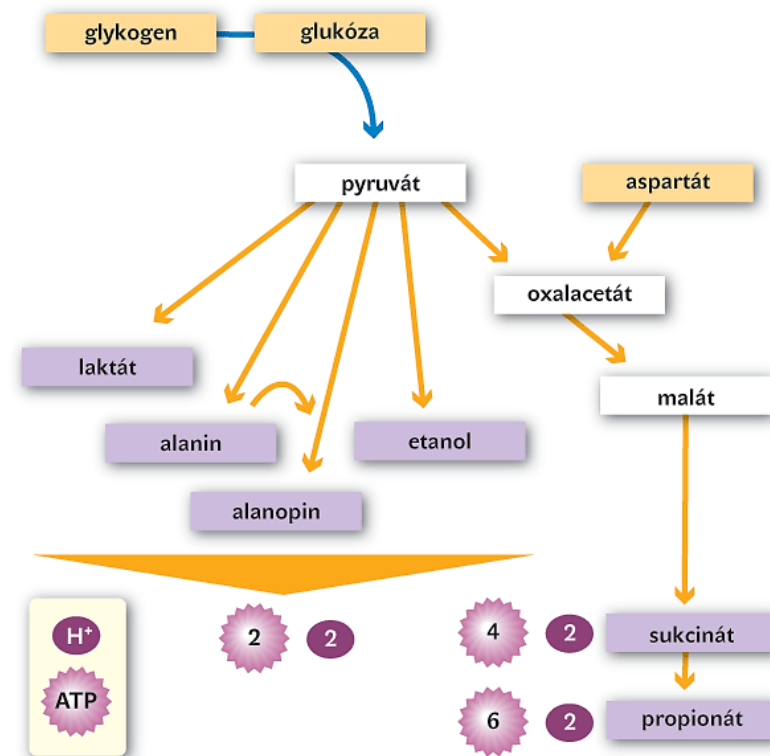 glykogen
glukóza
pyruvát
aspartát
oxalacetát
laktát
malát
alanin
etanol
alanopin
H+
ATP
2
2
4
2
sukcinát
6
2
propionát